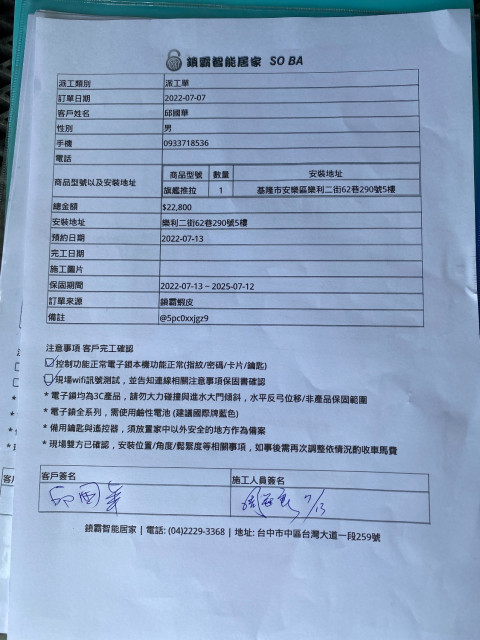 鎖霸智能居家 SO BA
派工類別 派工單
訂單日期 2022-07-07
客戶姓名 邱國華
性別 男
手機 0933718536
電話
商品型號以及安裝地址 商品型號 數量 安裝地址
旗艦推拉 1 基隆市安樂區樂利二街62巷290號5樓
總金額 $22,800
安裝地址 樂利二街62巷290號5樓
預約日期 2022-07-13
完工日期
施工圖片
保固期間 2022-07-13 ~ 2025-07-12
訂單來源 鎖霸蝦皮
備註 @5pc0xxjgz9
注意事項 客戶完工確認
控制功能正常電子鎖本機功能正常(指紋/密碼/卡片/鑰匙)
現場wifi訊號測試，並告知連線相關注意事項保固書確認
* 電子鎖均為3C產品，請勿大力碰撞與進水大門傾斜，水平反弓位移/非產品保固範圍
* 電子鎖全系列，需使用鹼性電池 (建議國際牌藍色)
* 備用鑰匙與遙控器，須放置家中以外安全的地方作為備案
* 現場雙方已確認，安裝位置/角度/鬆緊度等相關事項，如事後需再次調整依情況酌收車馬費
客戶簽名 施工人員簽名
邱國華 7/13
鎖霸智能居家 | 電話: (04)2229-3368 | 地址: 台中市中區台灣大道一段259號